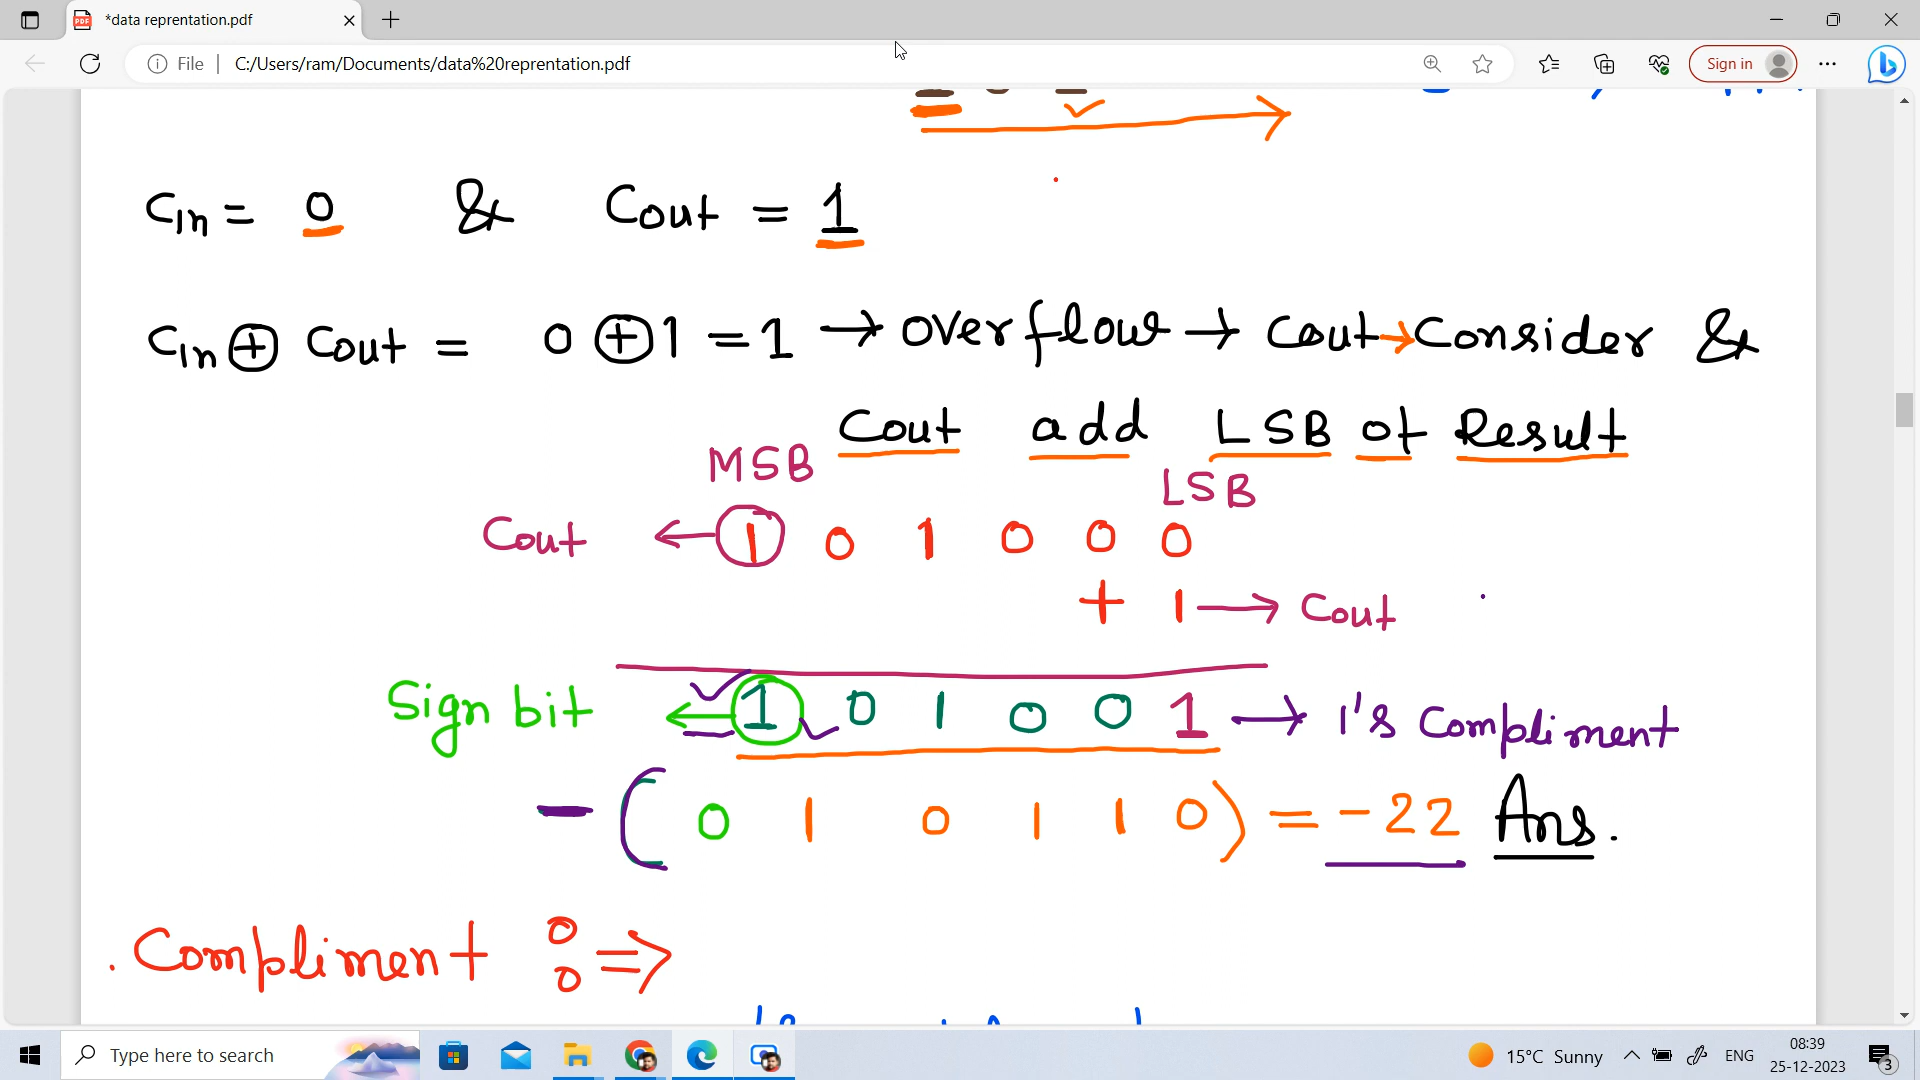 *data reprentation.pdf
File | C:/Users/ram/Documents/data%20reprentation.pdf
Sign in
Cin = 0 & Cout = 1
Cin ⊕ Cout = 0 ⊕ 1 = 1 → overflow → Cout → Consider &
Cout add LSB of Result
MSB LSB
Cout ← 1 0 1 0 0 0
+ 1 → Cout
Sign bit ← 1 0 1 0 0 1 → 1's Compliment
- ( 0 1 0 1 1 0 ) = -22 Ans.
. Compliment : ⇒
Type here to search
15°C Sunny
ENG
08:39
25-12-2023
3